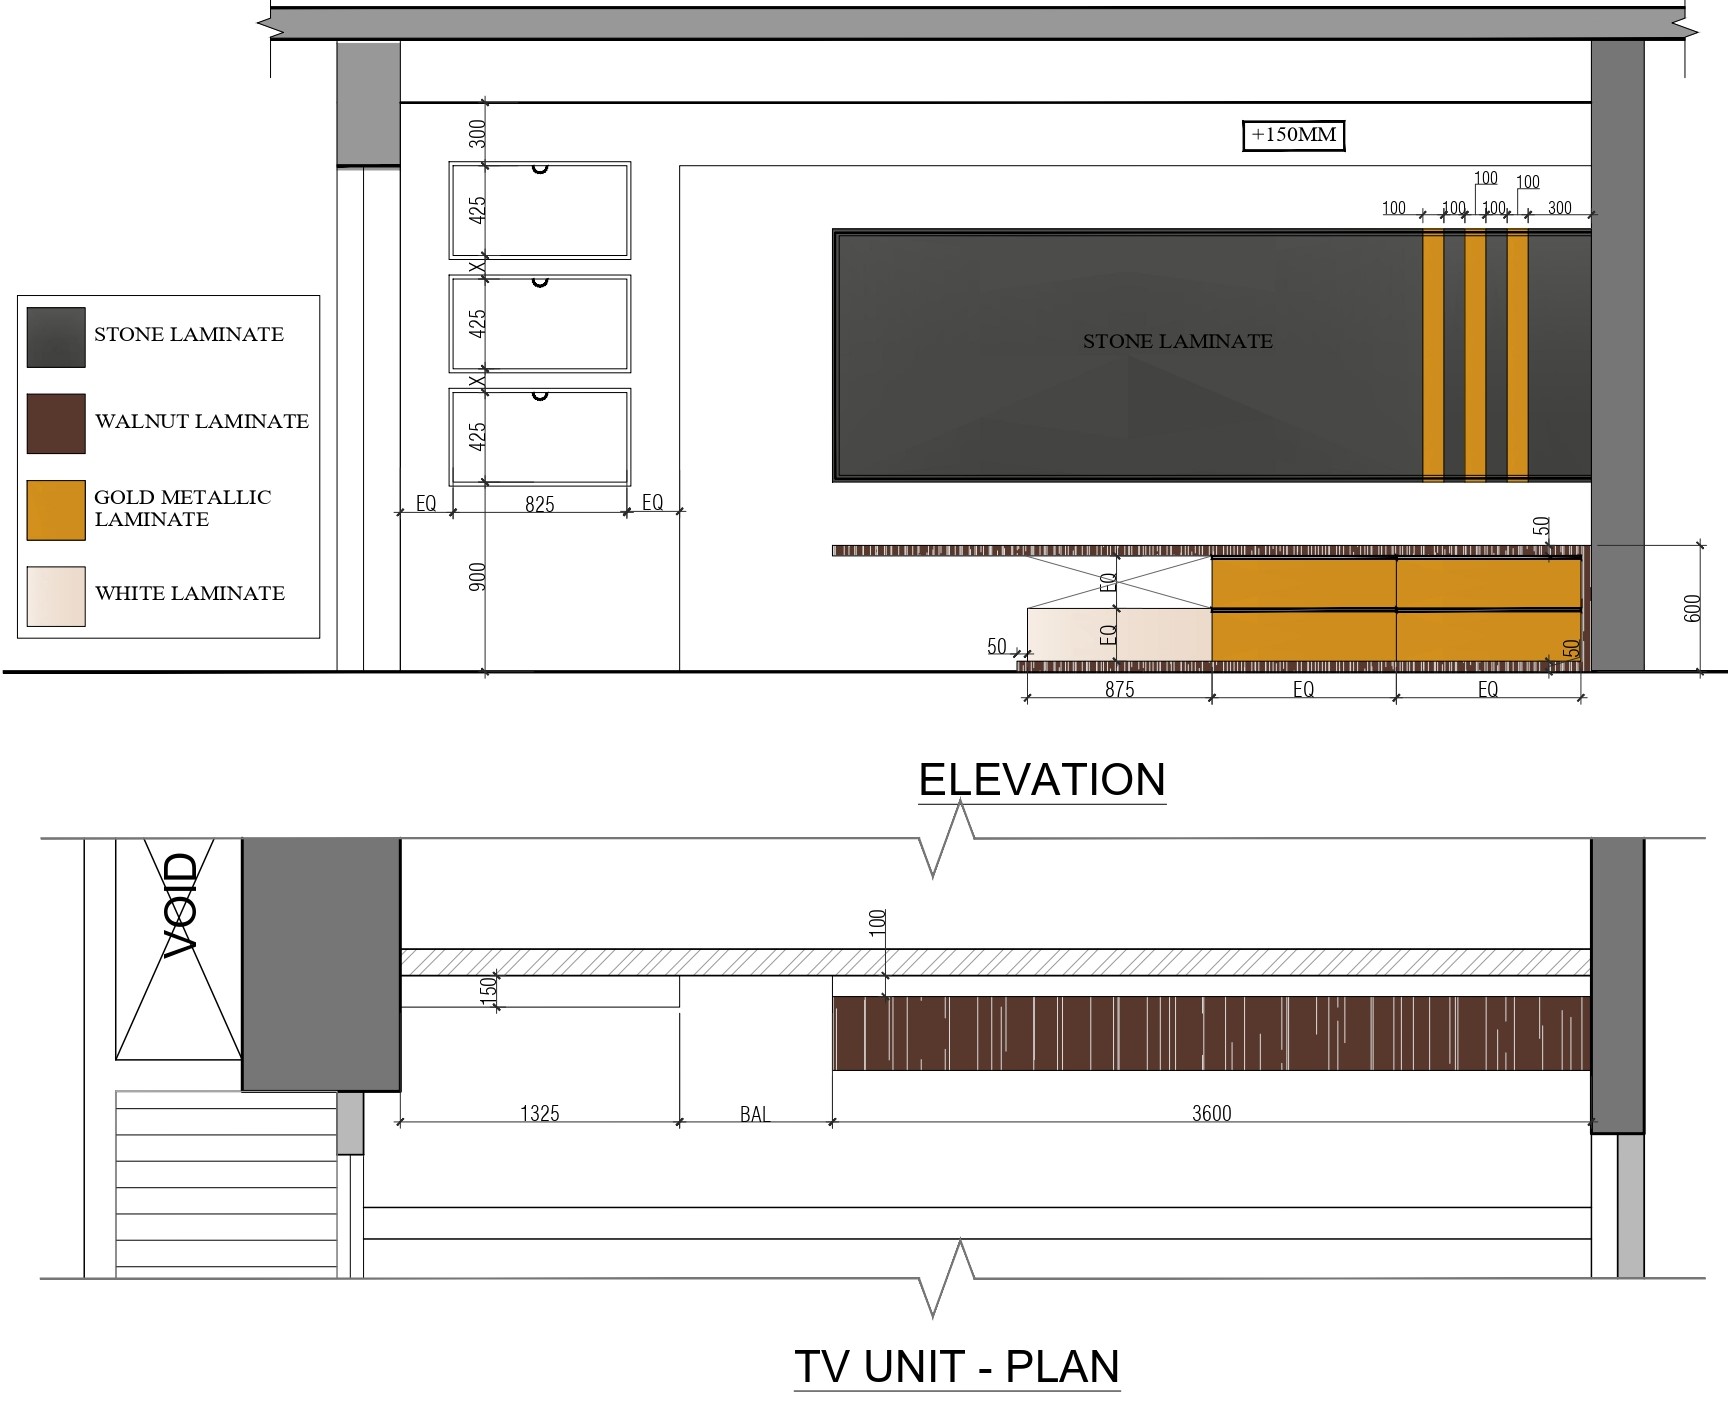 +150MM
300
100
100
100
100
100
300
425
X
425
X
425
STONE LAMINATE
STONE LAMINATE
WALNUT LAMINATE
GOLD METALLIC
LAMINATE
WHITE LAMINATE
EQ
825
EQ
900
50
EQ
EQ
600
50
50
875
EQ
EQ
ELEVATION
VOID
100
150
1325
BAL
3600
TV UNIT - PLAN